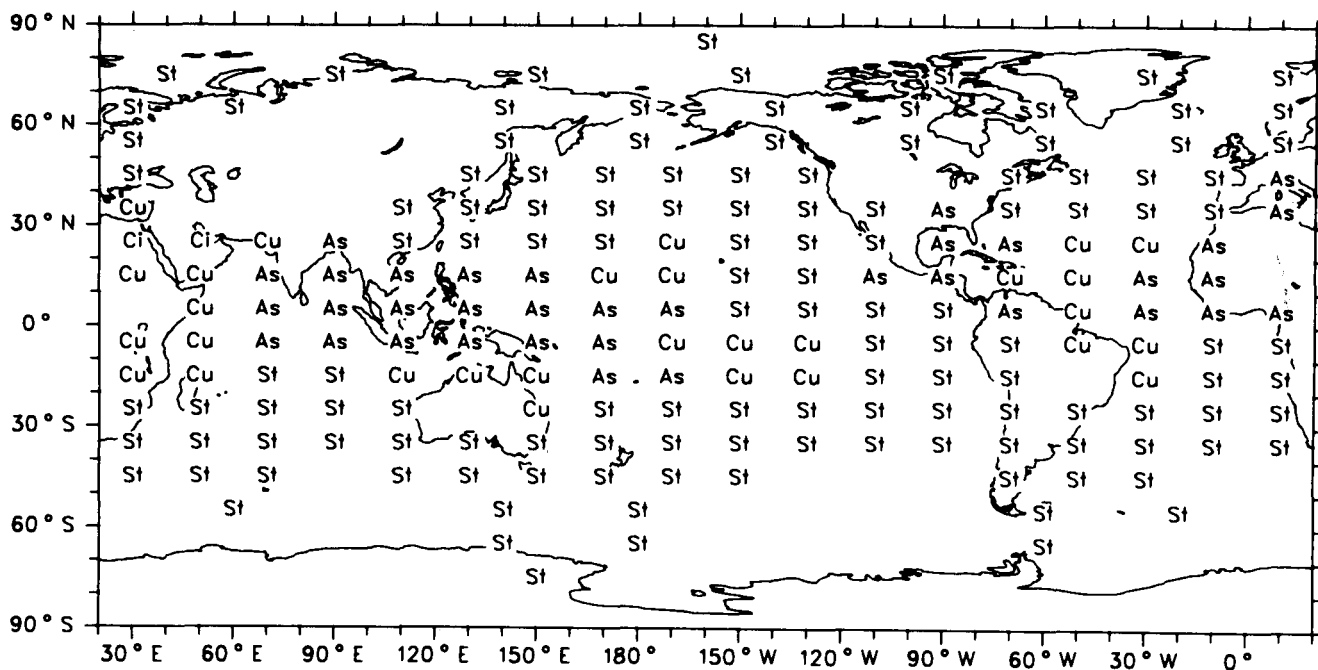 90° N
St
St St St St St St St
St St St St St St St St St
60° N
St St St St St St St St
St St St St St St St St St St St As
Cu St St St St St St St St As St St St St As
30° N
Ci Ci Cu As St St St St Cu St St St As As Cu Cu As
Cu Cu As As As As As Cu Cu St St As As Cu Cu As As
Cu As As As As As As As St St St St As Cu As As As
0°
Cu Cu As As As As As As Cu Cu Cu St St St Cu Cu St St
Cu Cu St St Cu Cu Cu As As Cu Cu St St St Cu St St
St St St St St Cu St St St St St St St St St St St
30° S
St St St St St St St St St St St St St St St St St St
St St St St St St St St St St St St
St St St St St
60° S
St St St
St
90° S
30° E 60° E 90° E 120° E 150° E 180° 150° W 120° W 90° W 60° W 30° W 0°